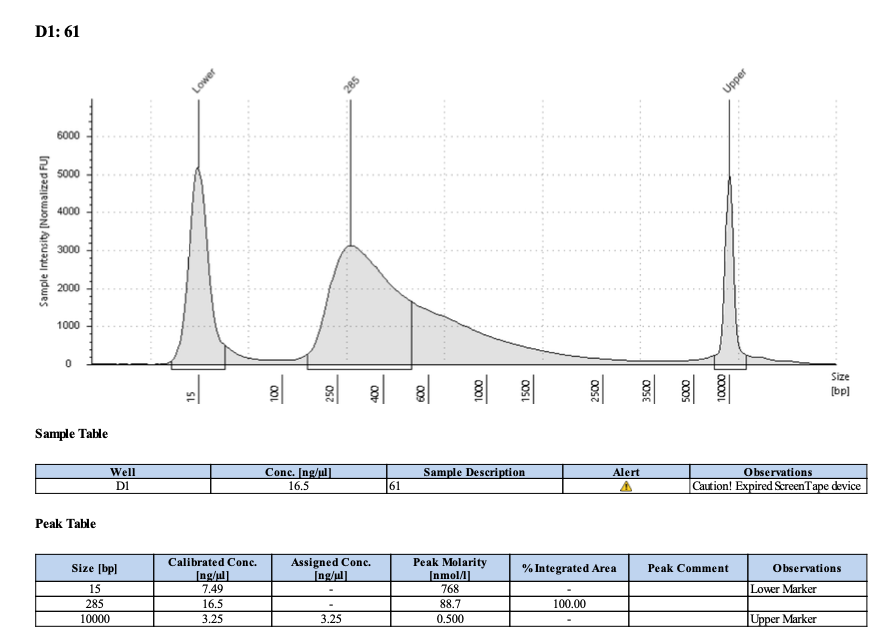 D1: 61
Lower
285
Upper
Sample Intensity [Normalized FU]
6000
5000
4000
3000
2000
1000
0
15
100
250
400
600
1000
1500
2500
3500
5000
10000
Size
[bp]
Sample Table
Well Conc. [ng/µl] Sample Description Alert Observations
D1 16.5 61 Caution! Expired ScreenTape device
Peak Table
Size [bp] Calibrated Conc. [ng/µl] Assigned Conc. [ng/µl] Peak Molarity [nmol/l] % Integrated Area Peak Comment Observations
15 7.49 - 768 - Lower Marker
285 16.5 - 88.7 100.00
10000 3.25 3.25 0.500 - Upper Marker